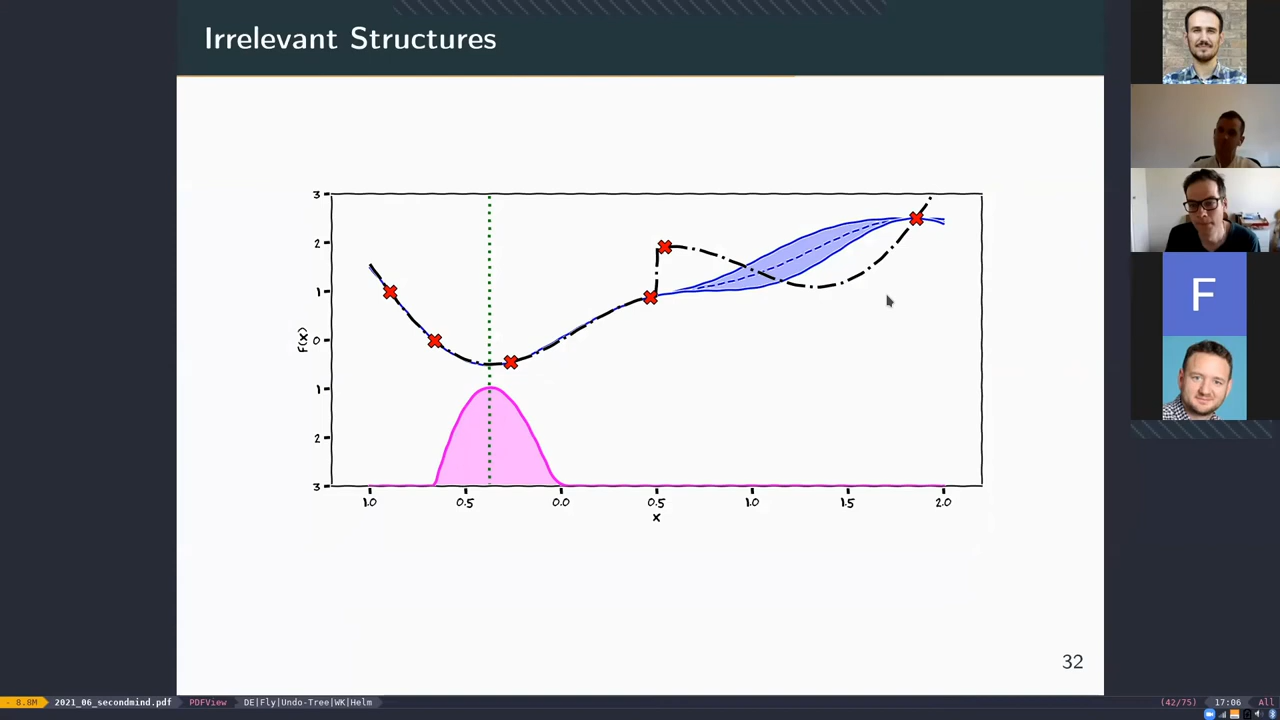 Irrelevant Structures
3
2
1
0
1
2
3
F(x)
1.0 0.5 0.0 0.5 1.0 1.5 2.0
x
F
32
- 8.8M 2021_06_secondmind.pdf PDFView DE|Fly|Undo-Tree|WK|Helm (42/75) 17:06 All